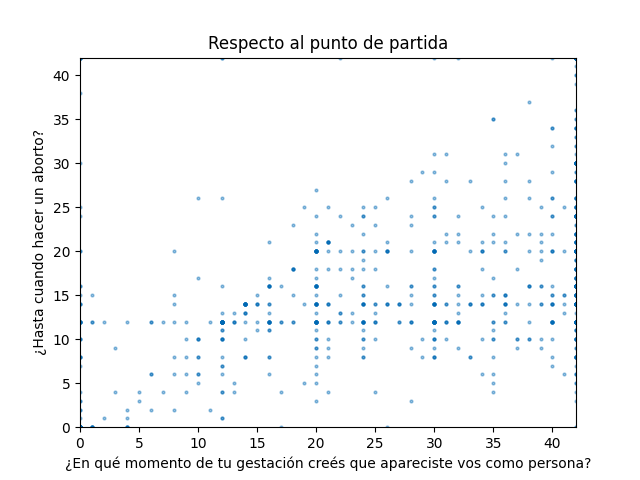 Respecto al punto de partida
¿Hasta cuando hacer un aborto?
40
35
30
25
20
15
10
5
0
0 5 10 15 20 25 30 35 40
¿En qué momento de tu gestación creés que apareciste vos como persona?